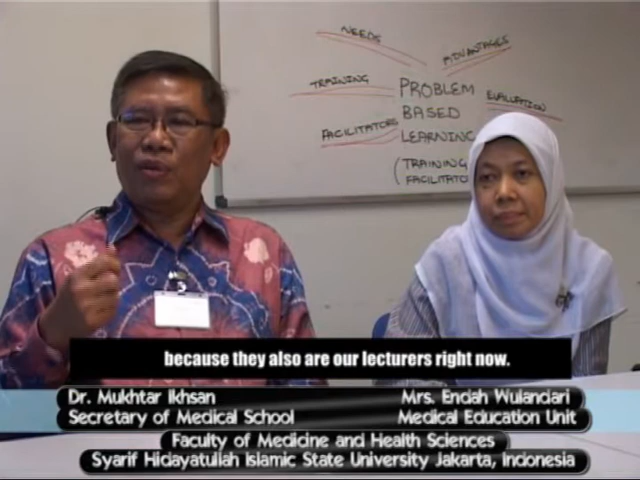 NEEDS
ADVANTAGES
TRAINING
PROBLEM
EVALUATION
BASED
FACILITATORS
LEARNING
(TRAINING
FACILITATO
because they also are our lecturers right now.
Dr. Mukhtar Ikhsan
Mrs. Endah Wulandari
Secretary of Medical School
Medical Education Unit
Faculty of Medicine and Health Sciences
Syarif Hidayatullah Islamic State University Jakarta, Indonesia